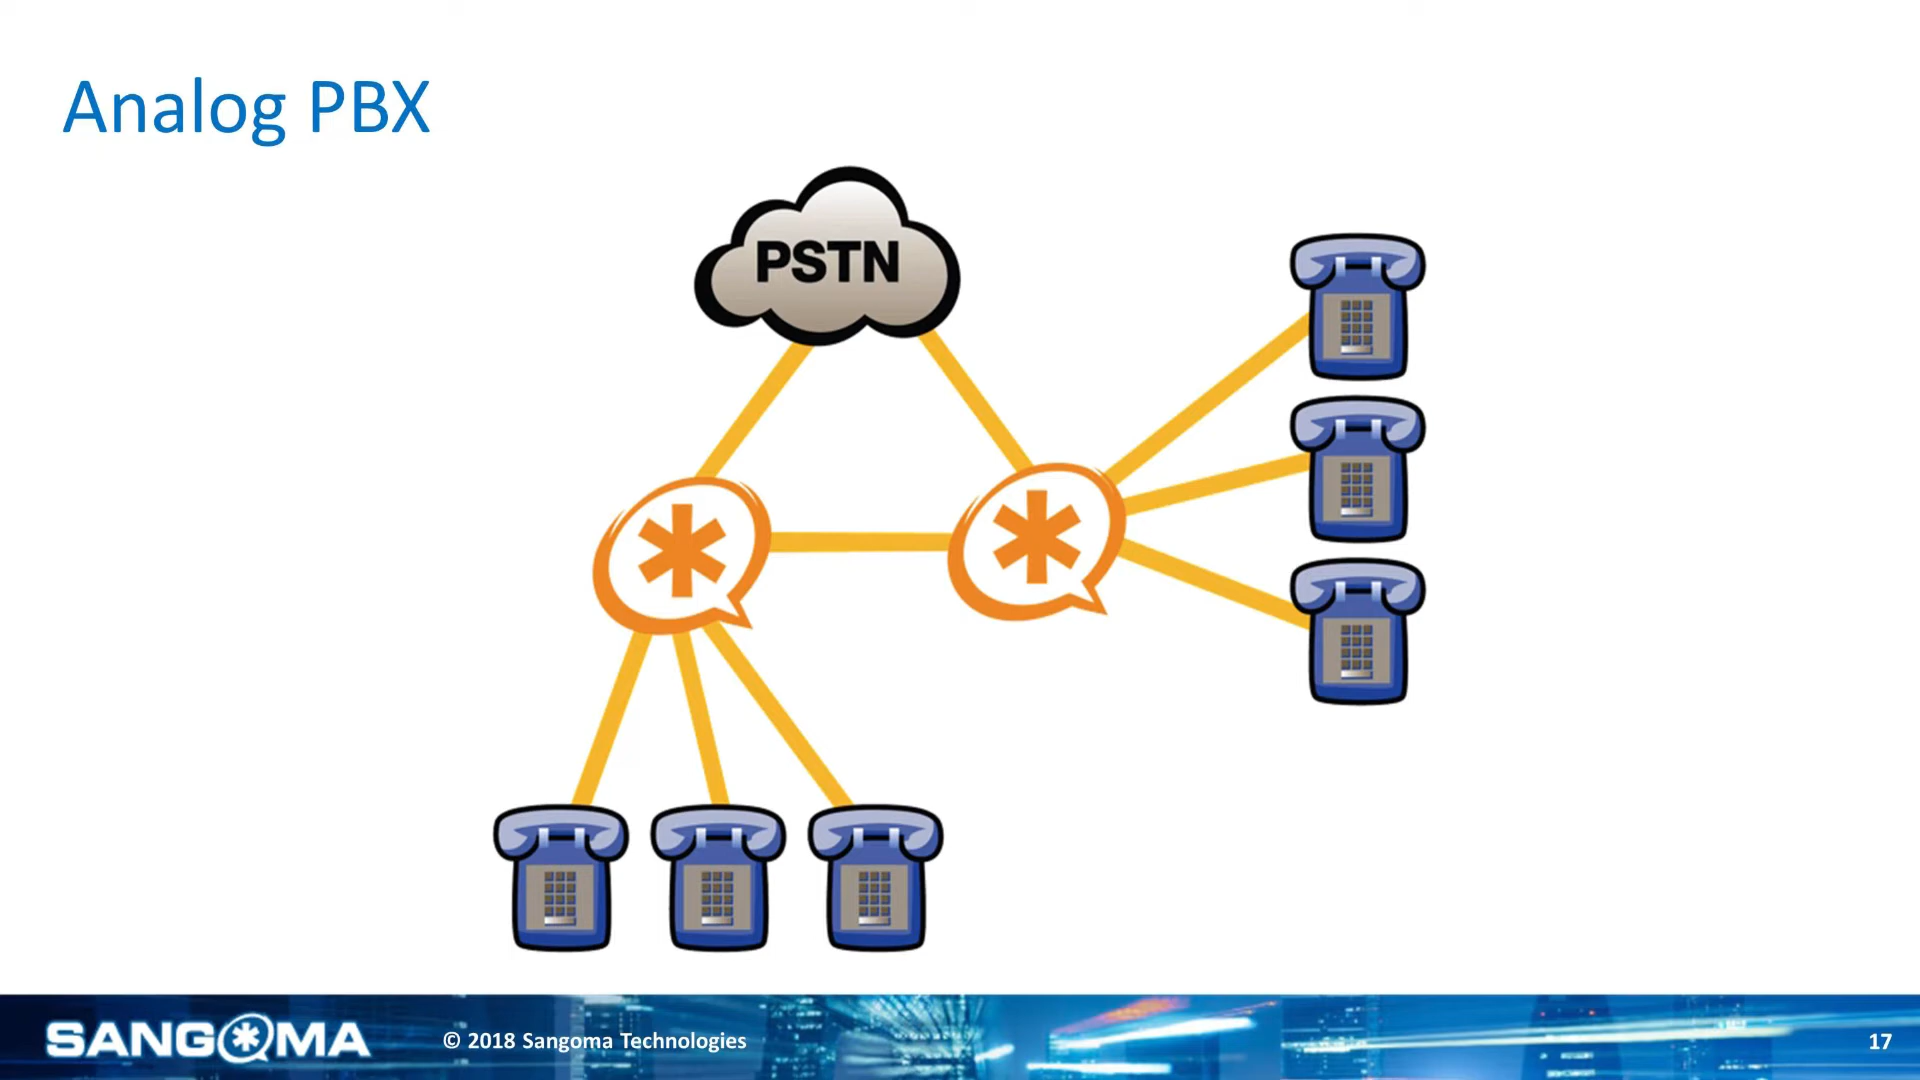 Analog PBX
PSTN
SANGOMA
© 2018 Sangoma Technologies
17